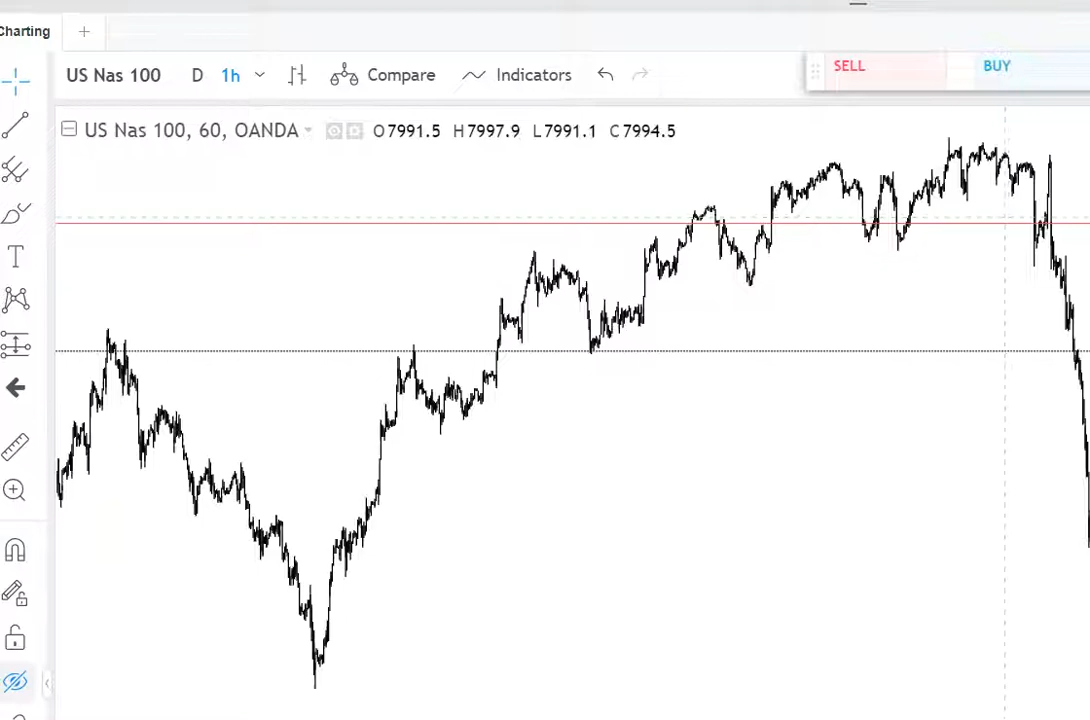 Charting
US Nas 100 D 1h Compare Indicators SELL BUY
US Nas 100, 60, OANDA O7991.5 H7997.9 L7991.1 C7994.5